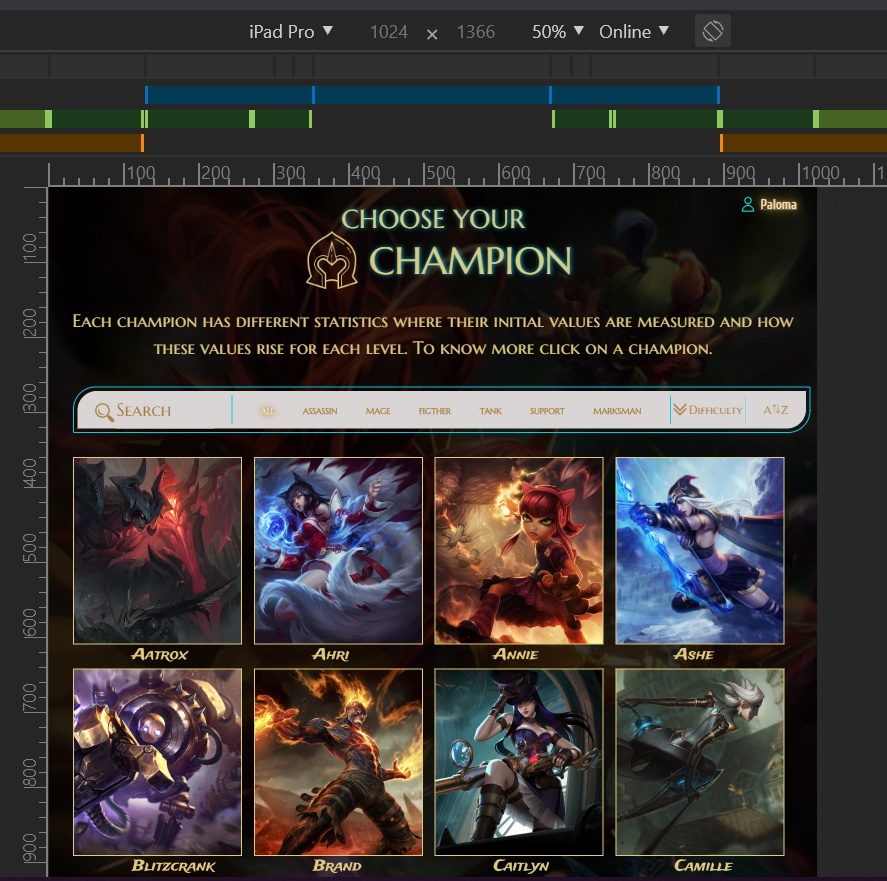 iPad Pro ▼ 1024 × 1366 50% ▼ Online ▼
100 200 300 400 500 600 700 800 900 1000 1
Paloma
CHOOSE YOUR
CHAMPION
Each champion has different statistics where their initial values are measured and how
these values rise for each level. To know more click on a champion.
Search ALL ASSASSIN MAGE FIGTHER TANK SUPPORT MARKSMAN Difficulty A⇅Z
Aatrox Ahri Annie Ashe
Blitzcrank Brand Caitlyn Camille
100
200
300
400
500
600
700
800
900